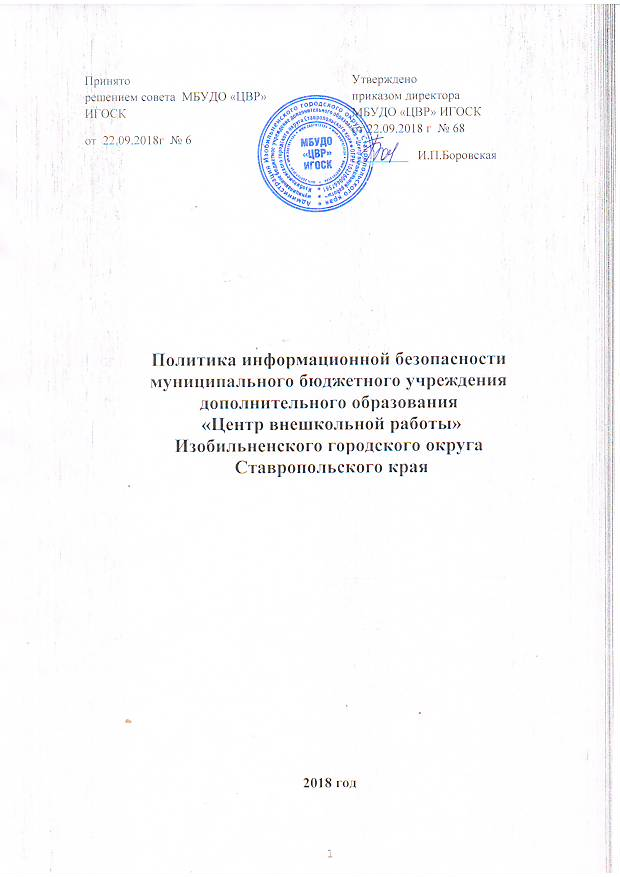 Принято
решением совета МБУДО «ЦВР»
ИГОСК
от 22.09.2018г № 6
Утверждено
приказом директора
МБУДО «ЦВР» ИГОСК
22.09.2018 г № 68
И.П.Боровская
МБУДО
«ЦВР»
ИГОСК
Политика информационной безопасности
муниципального бюджетного учреждения
дополнительного образования
«Центр внешкольной работы»
Изобильненского городского округа
Ставропольского края
2018 год
1